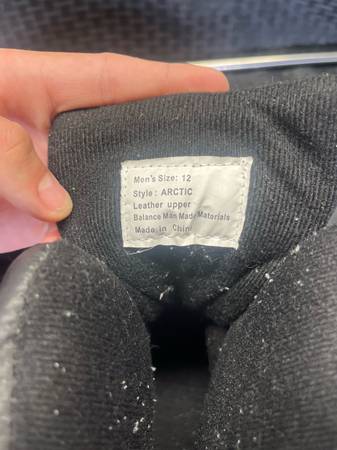 Men's Size: 12
Style : ARCTIC
Leather upper
Balance Man Made Materials
Made in China